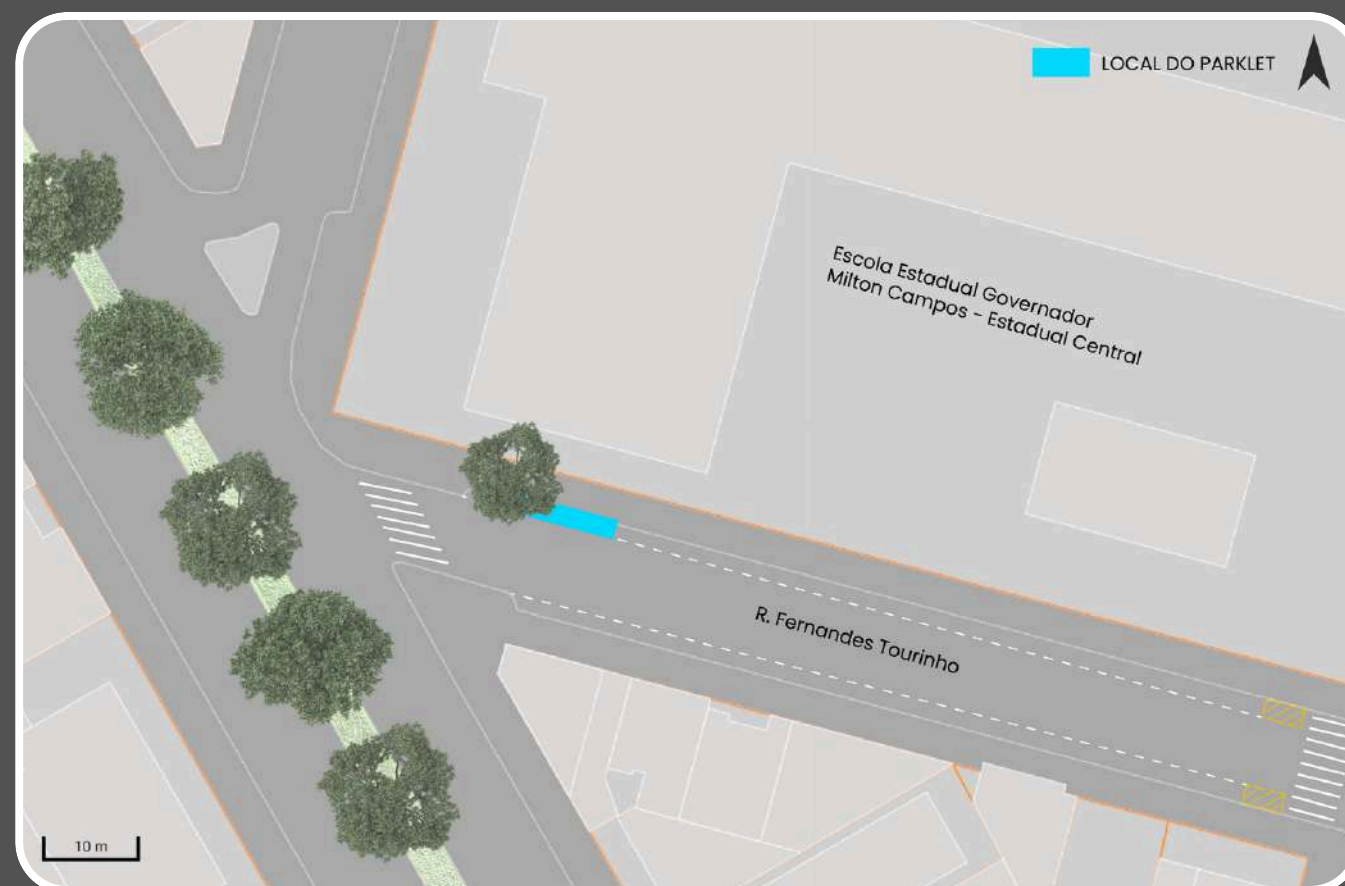 LOCAL DO PARKLET
Escola Estadual Governador
Milton Campos - Estadual Central
R. Fernandes Tourinho
10 m